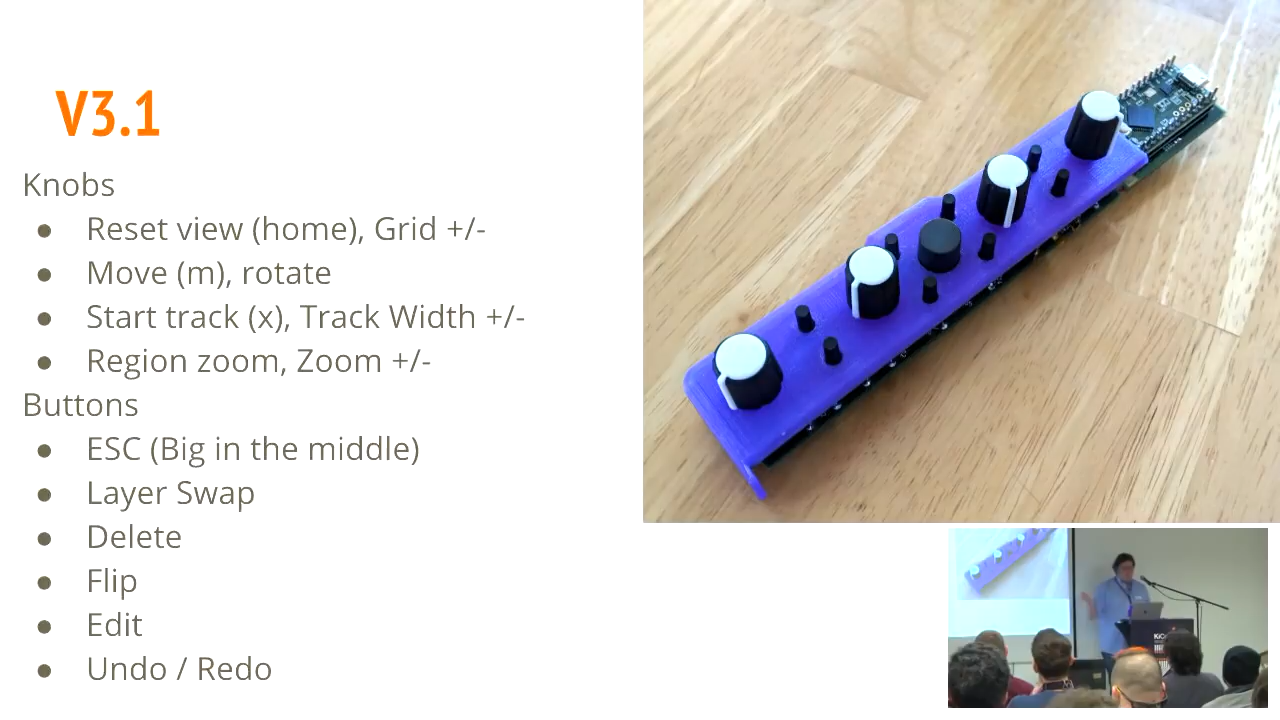 V3.1
Knobs
● Reset view (home), Grid +/-
● Move (m), rotate
● Start track (x), Track Width +/-
● Region zoom, Zoom +/-
Buttons
● ESC (Big in the middle)
● Layer Swap
● Delete
● Flip
● Edit
● Undo / Redo